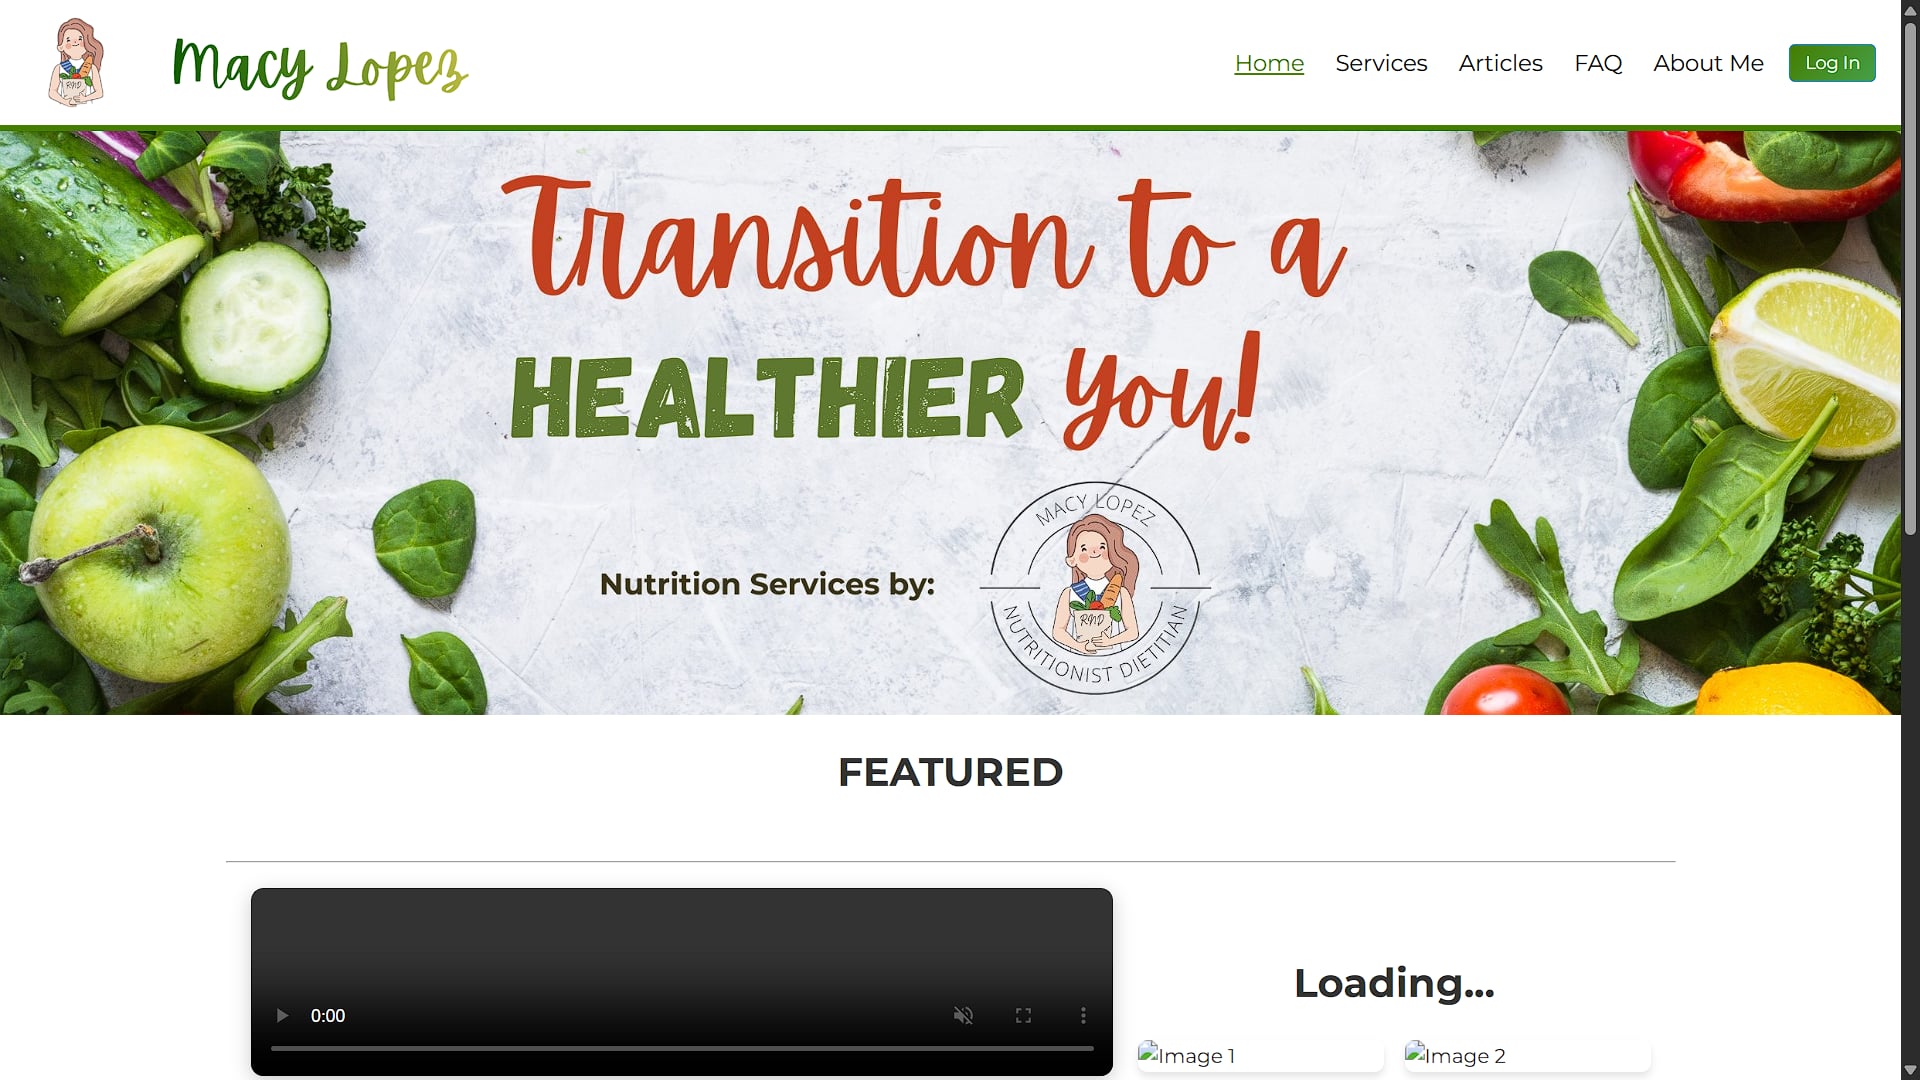 RND
Macy Lopez
Home
Services
Articles
FAQ
About Me
Log In
Transition to a
HEALTHIER You!
Nutrition Services by:
MACY LOPEZ
RND
NUTRITIONIST DIETITIAN
FEATURED
0:00
Loading...
Image 1
Image 2